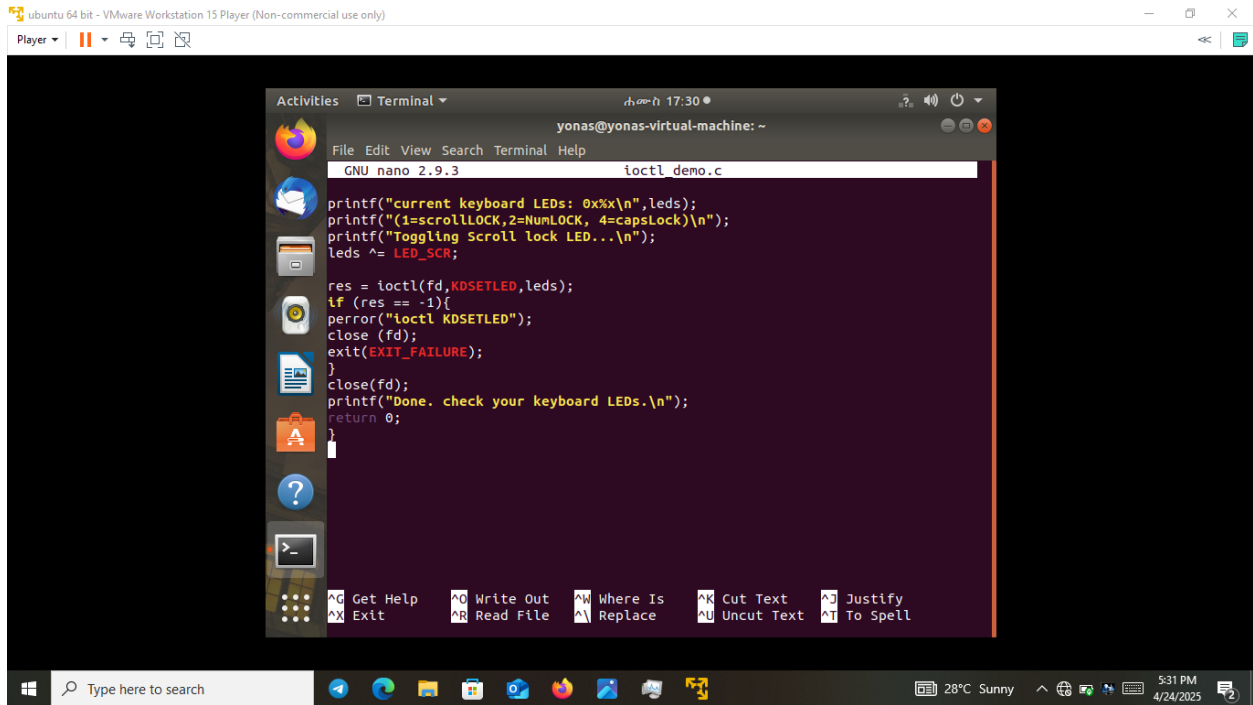 ubuntu 64 bit - VMware Workstation 15 Player (Non-commercial use only)
Player
Activities Terminal ሐሙስ 17:30
yonas@yonas-virtual-machine: ~
File Edit View Search Terminal Help
GNU nano 2.9.3 ioctl_demo.c
printf("current keyboard LEDs: 0x%x\n",leds);
printf("(1=scrollLOCK,2=NumLOCK, 4=capsLock)\n");
printf("Toggling Scroll lock LED...\n");
leds ^= LED_SCR;
res = ioctl(fd,KDSETLED,leds);
if (res == -1){
perror("ioctl KDSETLED");
close (fd);
exit(EXIT_FAILURE);
}
close(fd);
printf("Done. check your keyboard LEDs.\n");
return 0;
}
^G Get Help ^O Write Out ^W Where Is ^K Cut Text ^J Justify
^X Exit ^R Read File ^\ Replace ^U Uncut Text ^T To Spell
Type here to search
28°C Sunny
5:31 PM
4/24/2025
2